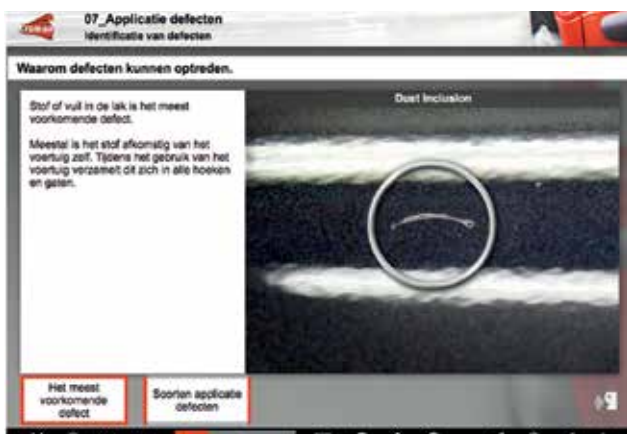 07_Applicatie defecten
Identificatie van defecten
Waarom defecten kunnen optreden.
Stof of vuil in de lak is het meest
voorkomende defect.
Meestal is het stof afkomstig van het
voertuig zelf. Tijdens het gebruik van het
voertuig verzamelt dit zich in alle hoeken
en gaten.
Dust Inclusion
Het meest
voorkomende
defect
Soorten applicatie
defecten